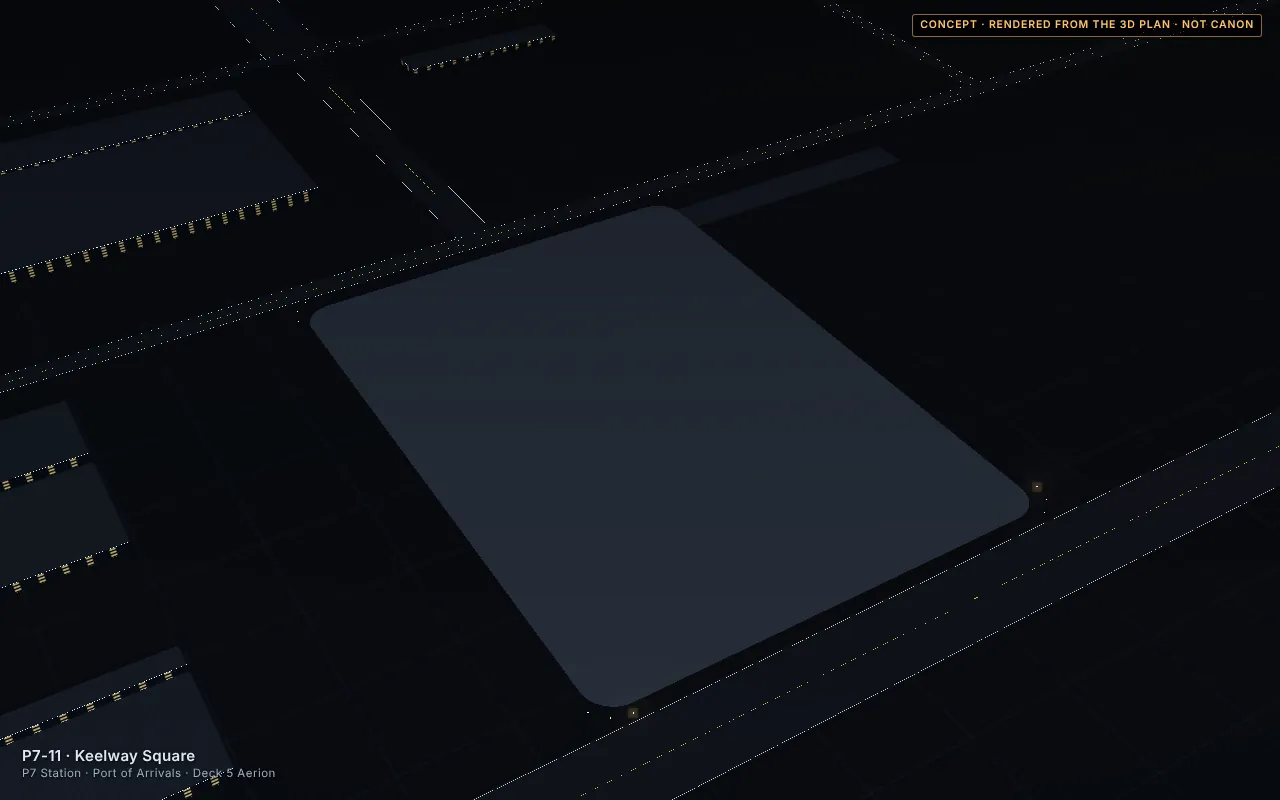 CONCEPT · RENDERED FROM THE 3D PLAN · NOT CANON
P7-11 · Keelway Square
P7 Station · Port of Arrivals · Deck 5 Aerion